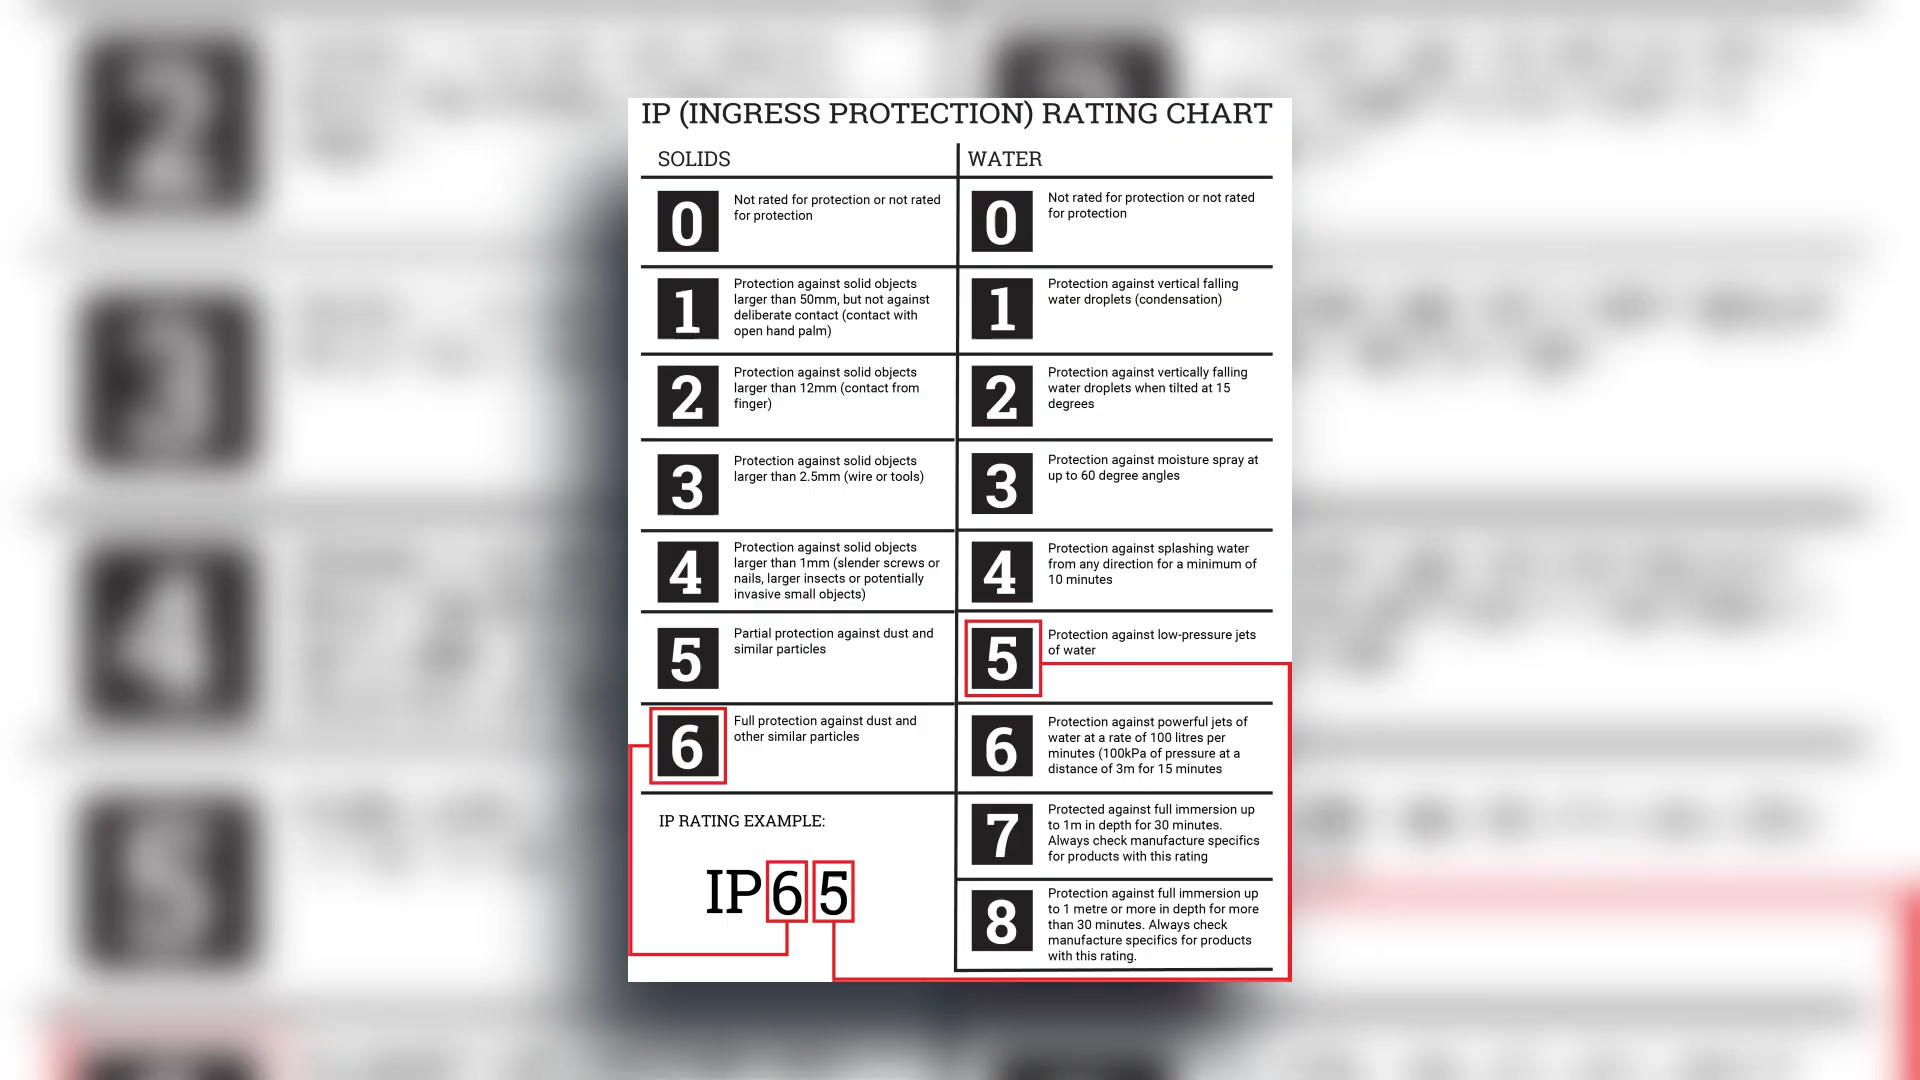 IP (INGRESS PROTECTION) RATING CHART
SOLIDS
0
Not rated for protection or not rated
for protection
1
Protection against solid objects
larger than 50mm, but not against
deliberate contact (contact with
open hand palm)
2
Protection against solid objects
larger than 12mm (contact from
finger)
3
Protection against solid objects
larger than 2.5mm (wire or tools)
4
Protection against solid objects
larger than 1mm (slender screws or
nails, larger insects or potentially
invasive small objects)
5
Partial protection against dust and
similar particles
6
Full protection against dust and
other similar particles
IP RATING EXAMPLE:
IP65
WATER
0
Not rated for protection or not rated
for protection
1
Protection against vertical falling
water droplets (condensation)
2
Protection against vertically falling
water droplets when tilted at 15
degrees
3
Protection against moisture spray at
up to 60 degree angles
4
Protection against splashing water
from any direction for a minimum of
10 minutes
5
Protection against low-pressure jets
of water
6
Protection against powerful jets of
water at a rate of 100 litres per
minutes (100kPa of pressure at a
distance of 3m for 15 minutes
7
Protected against full immersion up
to 1m in depth for 30 minutes.
Always check manufacture specifics
for products with this rating
8
Protection against full immersion up
to 1 metre or more in depth for more
than 30 minutes. Always check
manufacture specifics for products
with this rating.